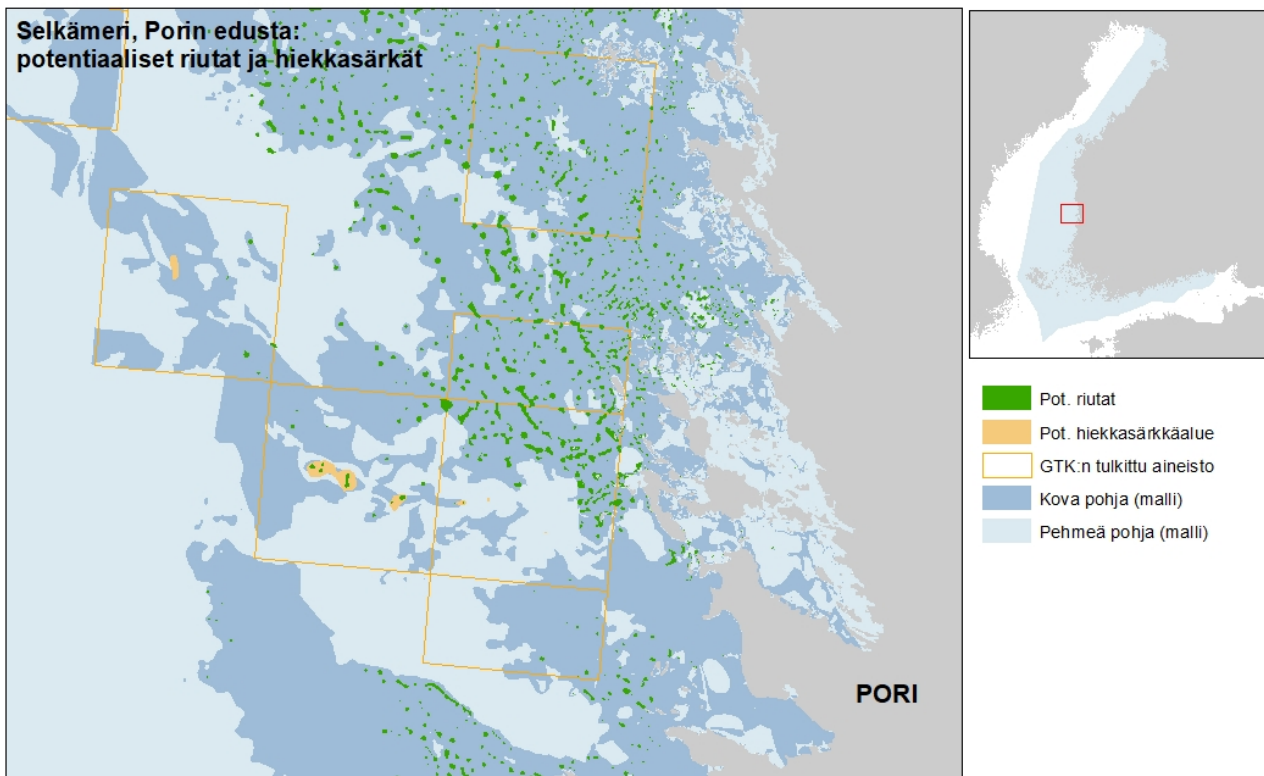 Selkämeri, Porin edusta:
potentiaaliset riutat ja hiekkasärkät
PORI
Pot. riutat
Pot. hiekkasärkkäalue
GTK:n tulkittu aineisto
Kova pohja (malli)
Pehmeä pohja (malli)